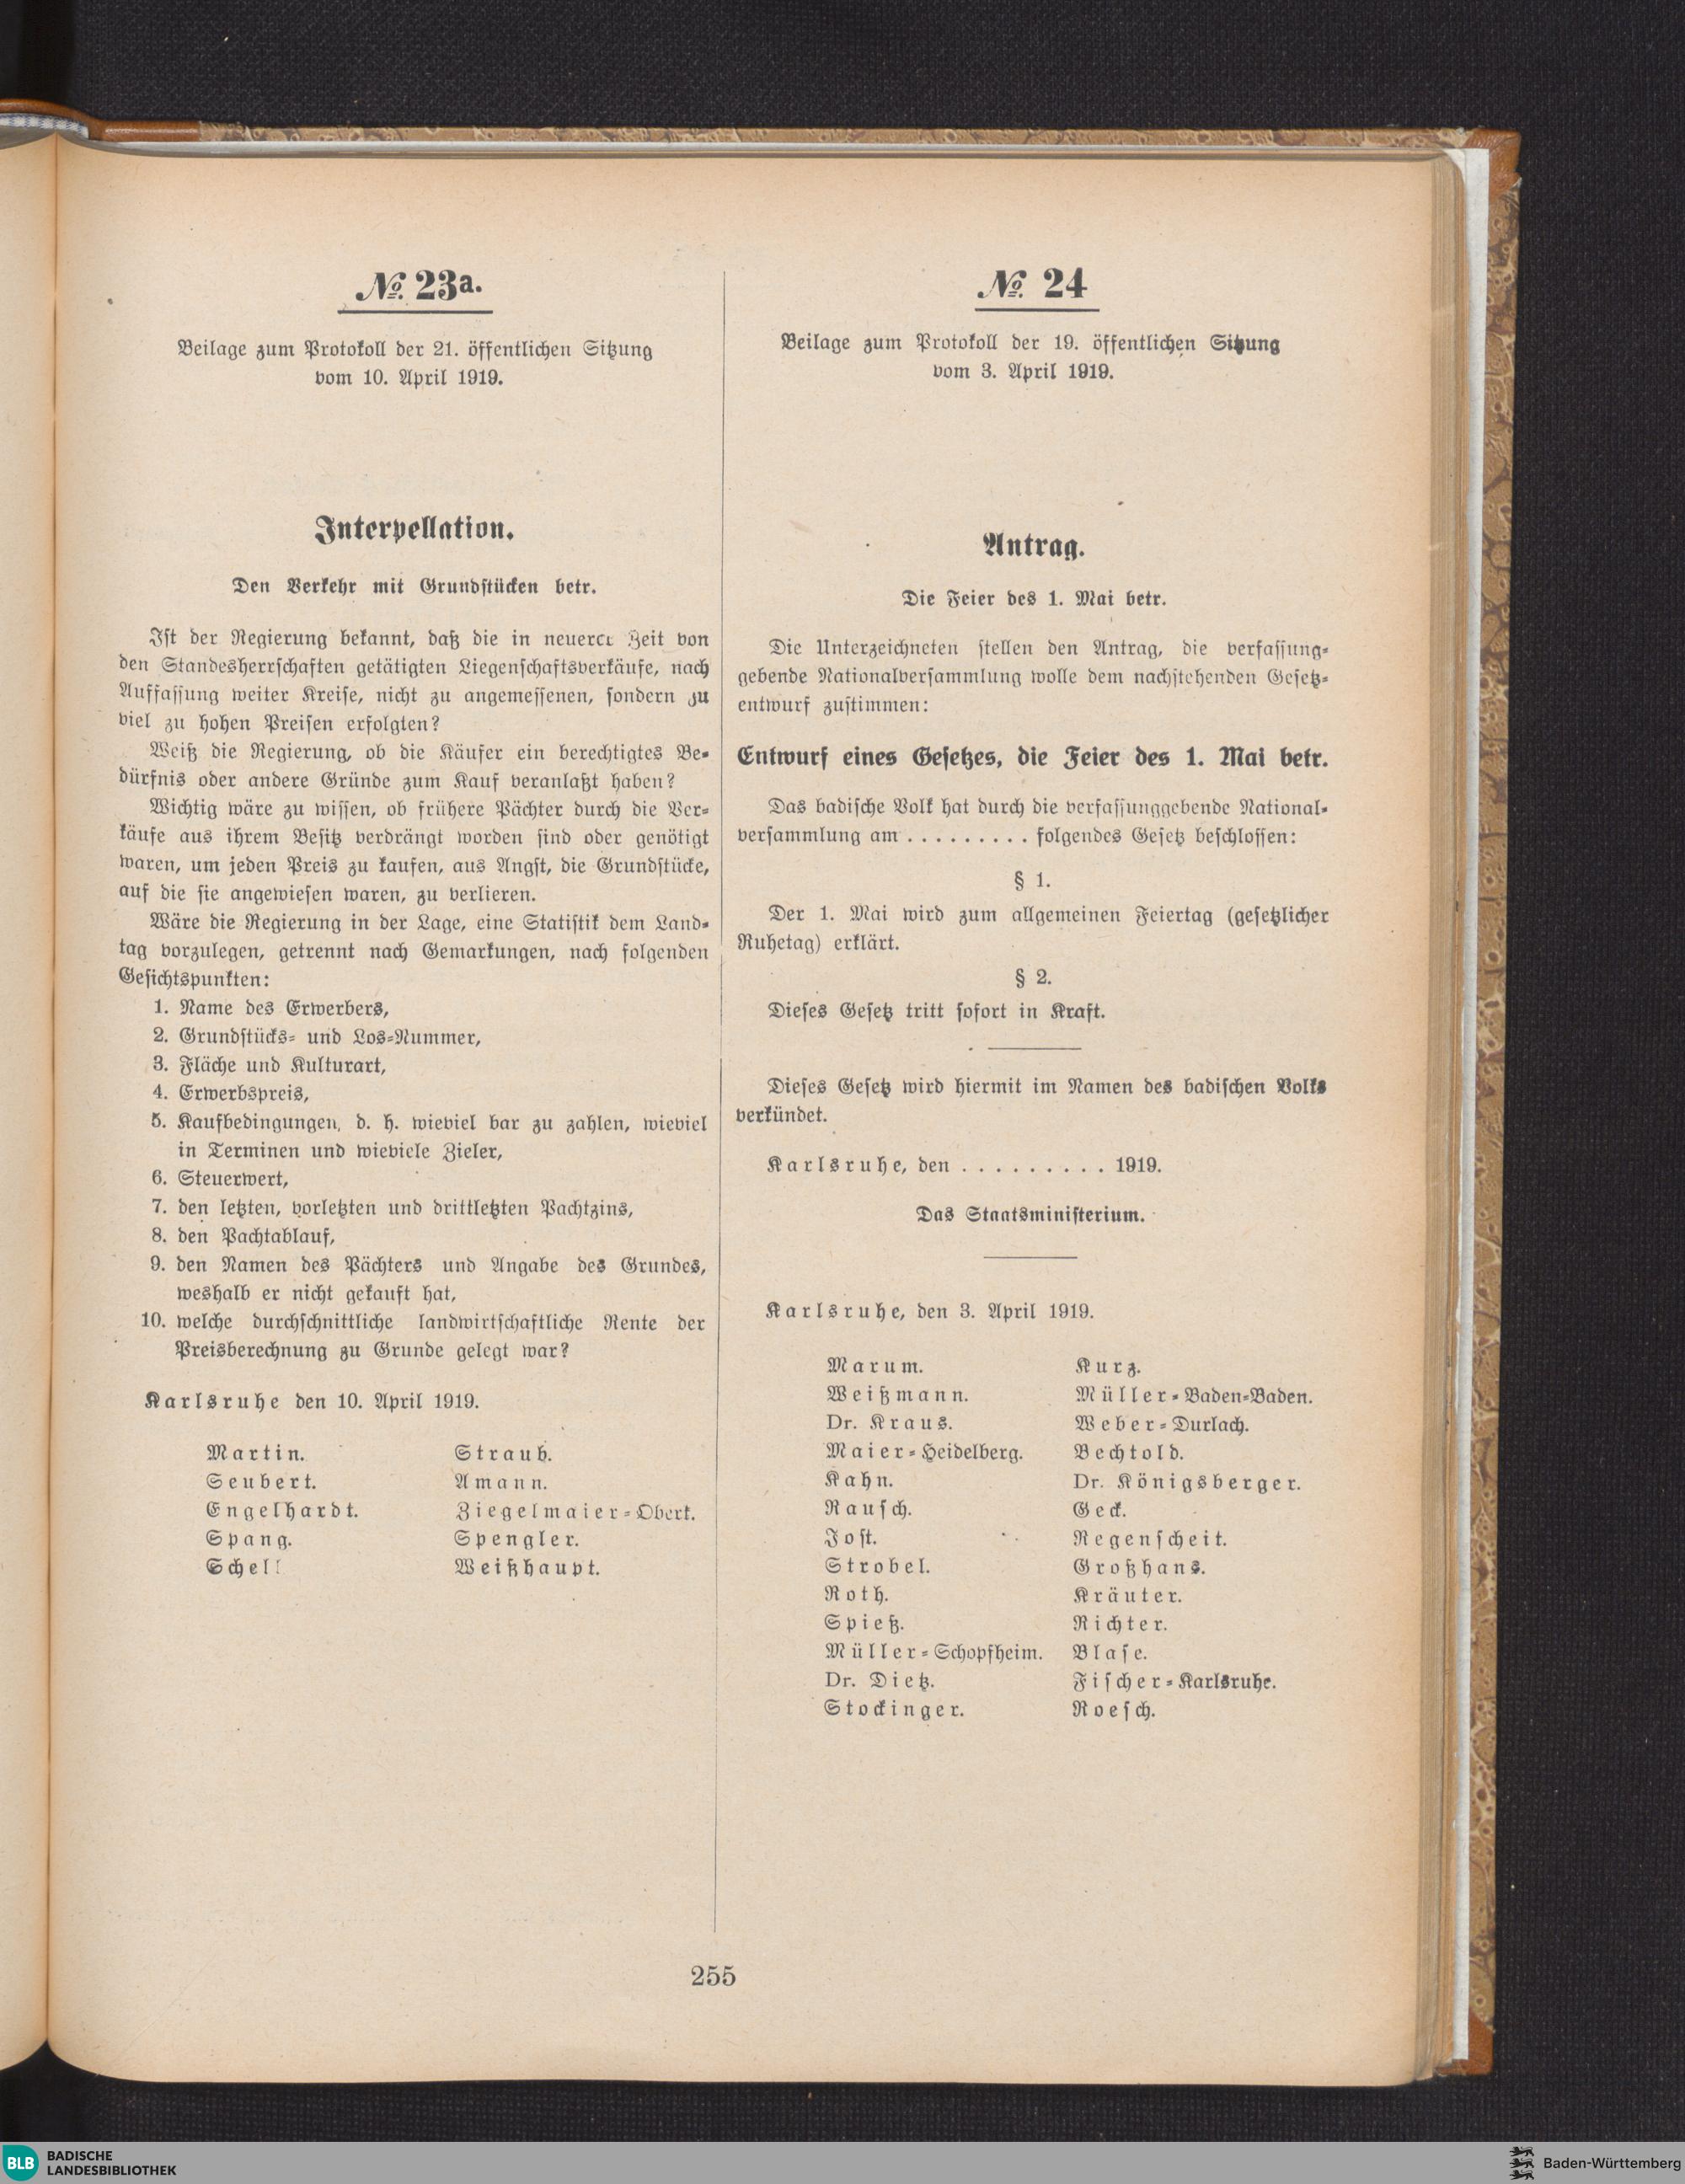 № 23a.
Beilage zum Protokoll der 21. öffentlichen Sitzung
vom 10. April 1919.
Interpellation.
Den Verkehr mit Grundstücken betr.
Ist der Regierung bekannt, daß die in neuerer Zeit von
den Standesherrschaften getätigten Liegenschaftsverkäufe, nach
Auffassung weiter Kreise, nicht zu angemessenen, sondern zu
viel zu hohen Preisen erfolgten?
Weiß die Regierung, ob die Käufer ein berechtigtes Be-
dürfnis oder andere Gründe zum Kauf veranlaßt haben?
Wichtig wäre zu wissen, ob frühere Pächter durch die Ver-
käufe aus ihrem Besitz verdrängt worden sind oder genötigt
waren, um jeden Preis zu kaufen, aus Angst, die Grundstücke,
auf die sie angewiesen waren, zu verlieren.
Wäre die Regierung in der Lage, eine Statistik dem Land-
tag vorzulegen, getrennt nach Gemarkungen, nach folgenden
Gesichtspunkten:
1. Name des Erwerbers,
2. Grundstücks- und Los-Nummer,
3. Fläche und Kulturart,
4. Erwerbspreis,
5. Kaufbedingungen, d. h. wieviel bar zu zahlen, wieviel
in Terminen und wieviele Zieler,
6. Steuerwert,
7. den letzten, vorletzten und drittletzten Pachtzins,
8. den Pachtablauf,
9. den Namen des Pächters und Angabe des Grundes,
weshalb er nicht gekauft hat,
10. welche durchschnittliche landwirtschaftliche Rente der
Preisberechnung zu Grunde gelegt war?
Karlsruhe den 10. April 1919.
Martin. Straub.
Seubert. Amann.
Engelhardt. Ziegelmaier-Oberk.
Spang. Spengler.
Schell Weißhaupt.
№ 24
Beilage zum Protokoll der 19. öffentlichen Sitzung
vom 3. April 1919.
Antrag.
Die Feier des 1. Mai betr.
Die Unterzeichneten stellen den Antrag, die verfassung-
gebende Nationalversammlung wolle dem nachstehenden Gesetz-
entwurf zustimmen:
Entwurf eines Gesetzes, die Feier des 1. Mai betr.
Das badische Volk hat durch die verfassunggebende National-
versammlung am ......... folgendes Gesetz beschlossen:
§ 1.
Der 1. Mai wird zum allgemeinen Feiertag (gesetzlicher
Ruhetag) erklärt.
§ 2.
Dieses Gesetz tritt sofort in Kraft.
Dieses Gesetz wird hiermit im Namen des badischen Volks
verkündet.
Karlsruhe, den ......... 1919.
Das Staatsministerium.
Karlsruhe, den 3. April 1919.
Marum. Kurz.
Weißmann. Müller-Baden-Baden.
Dr. Kraus. Weber-Durlach.
Maier-Heidelberg. Bechtold.
Kahn. Dr. Königsberger.
Rausch. Geck.
Jost. Regenscheit.
Strobel. Großhans.
Roth. Kräuter.
Spieß. Richter.
Müller-Schopfheim. Blase.
Dr. Dietz. Fischer-Karlsruhe.
Stockinger. Roesch.
255
BLB BADISCHE
LANDESBIBLIOTHEK
Baden-Württemberg